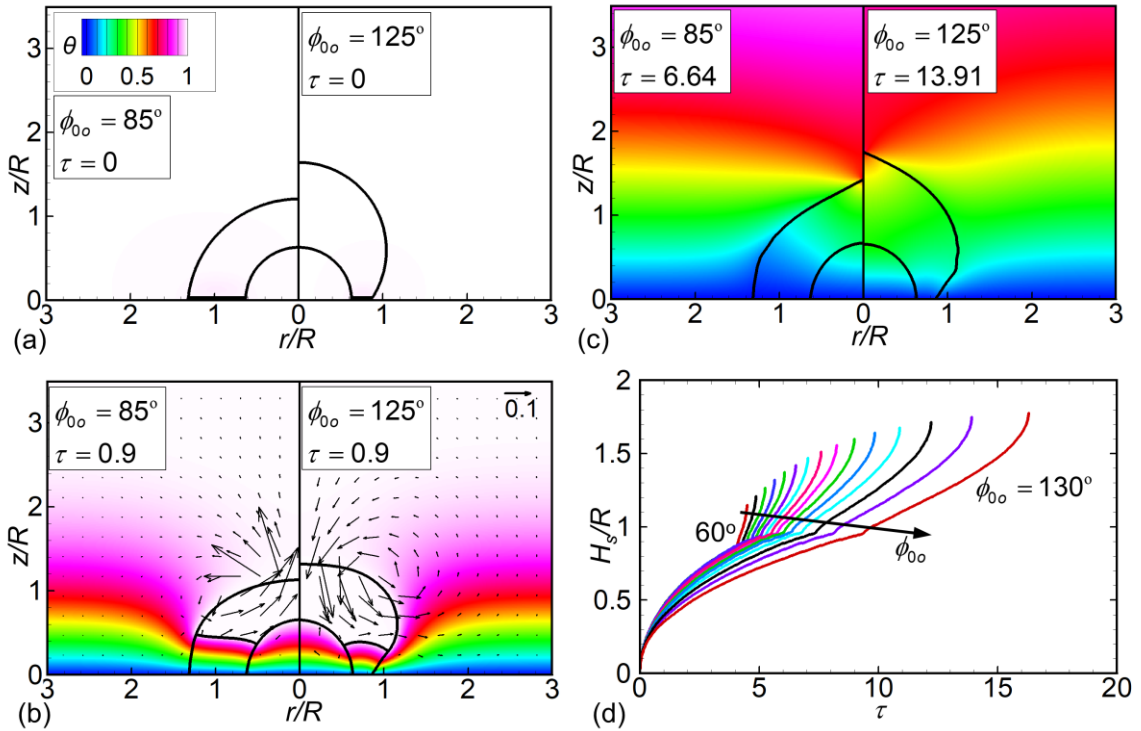 θ
0 0.5 1
ϕ₀ₒ = 85°
τ = 0
ϕ₀ₒ = 125°
τ = 0
z/R
3
2
1
0
3 2 1 0 1 2 3
r/R
(a)
ϕ₀ₒ = 85°
τ = 6.64
ϕ₀ₒ = 125°
τ = 13.91
z/R
3
2
1
0
3 2 1 0 1 2 3
r/R
(c)
ϕ₀ₒ = 85°
τ = 0.9
ϕ₀ₒ = 125°
τ = 0.9
0.1
z/R
3
2
1
0
3 2 1 0 1 2 3
r/R
(b)
Hₛ/R
2
1.5
1
0.5
0
60°
ϕ₀ₒ = 130°
ϕ₀ₒ
0 5 10 15 20
τ
(d)